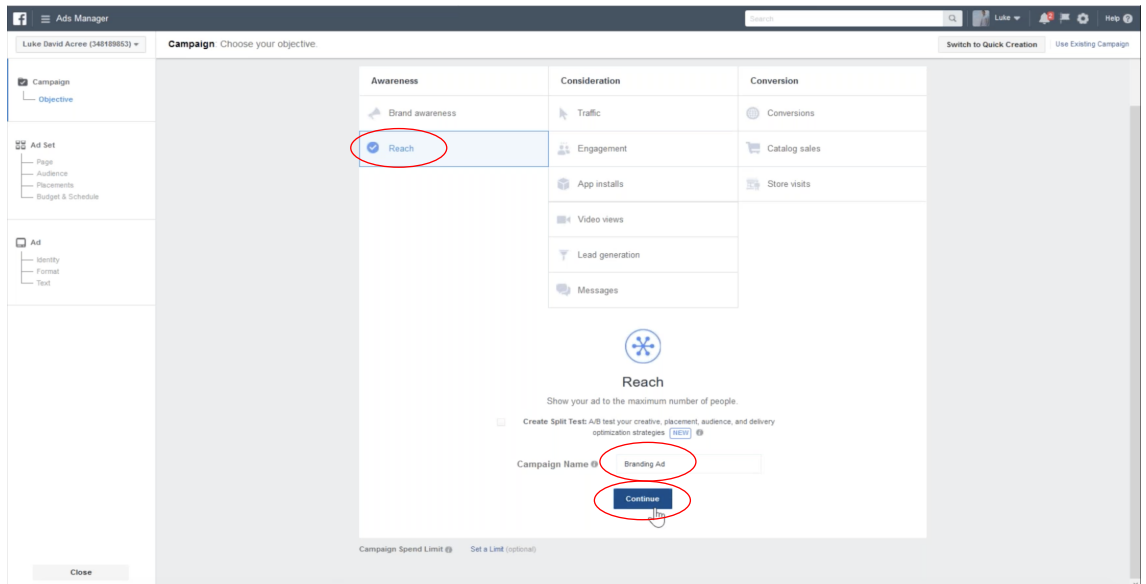 f Ads Manager Search Luke 2 Help
Luke David Acree (348189853) Campaign: Choose your objective. Switch to Quick Creation Use Existing Campaign
Campaign
Objective
Ad Set
Page
Audience
Placements
Budget & Schedule
Ad
Identity
Format
Text
Close
Awareness Consideration Conversion
Brand awareness Traffic Conversions
Reach Engagement Catalog sales
App installs Store visits
Video views
Lead generation
Messages
Reach
Show your ad to the maximum number of people.
Create Split Test: A/B test your creative, placement, audience, and delivery
optimization strategies NEW
Campaign Name Branding Ad
Continue
Campaign Spend Limit Set a Limit (optional)